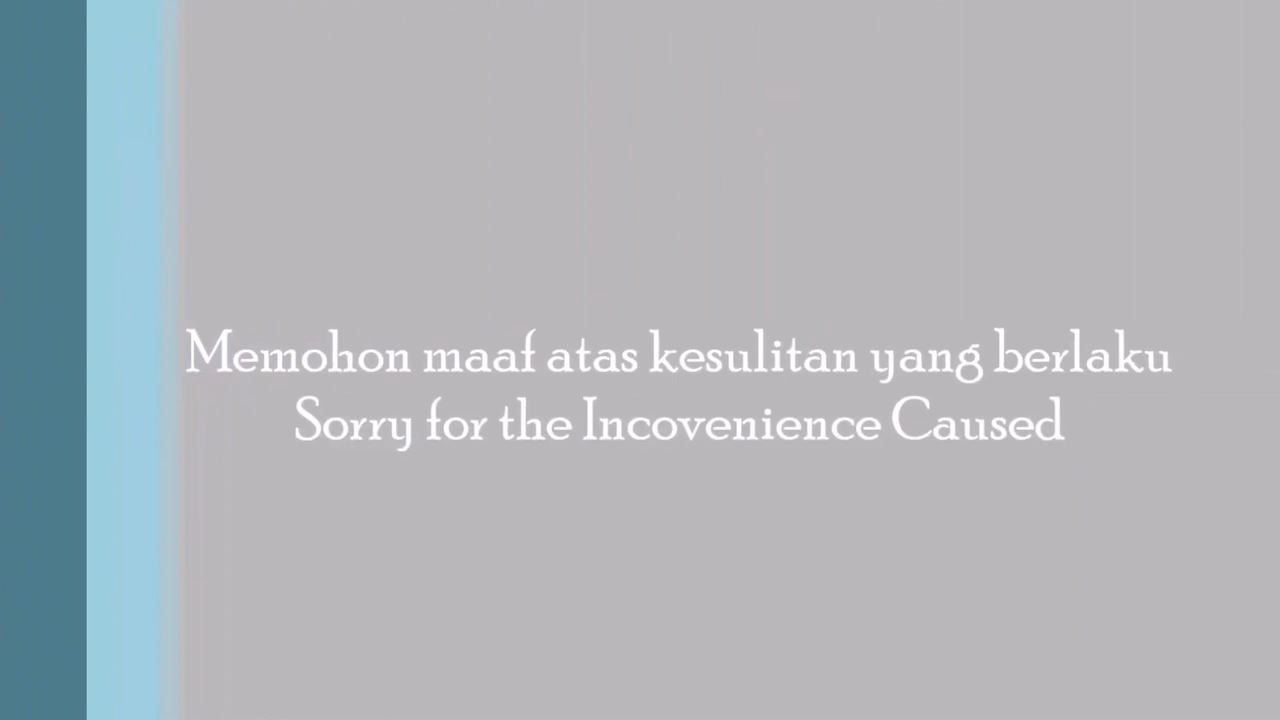 Memohon maaf atas kesulitan yang berlaku
Sorry for the Incovenience Caused